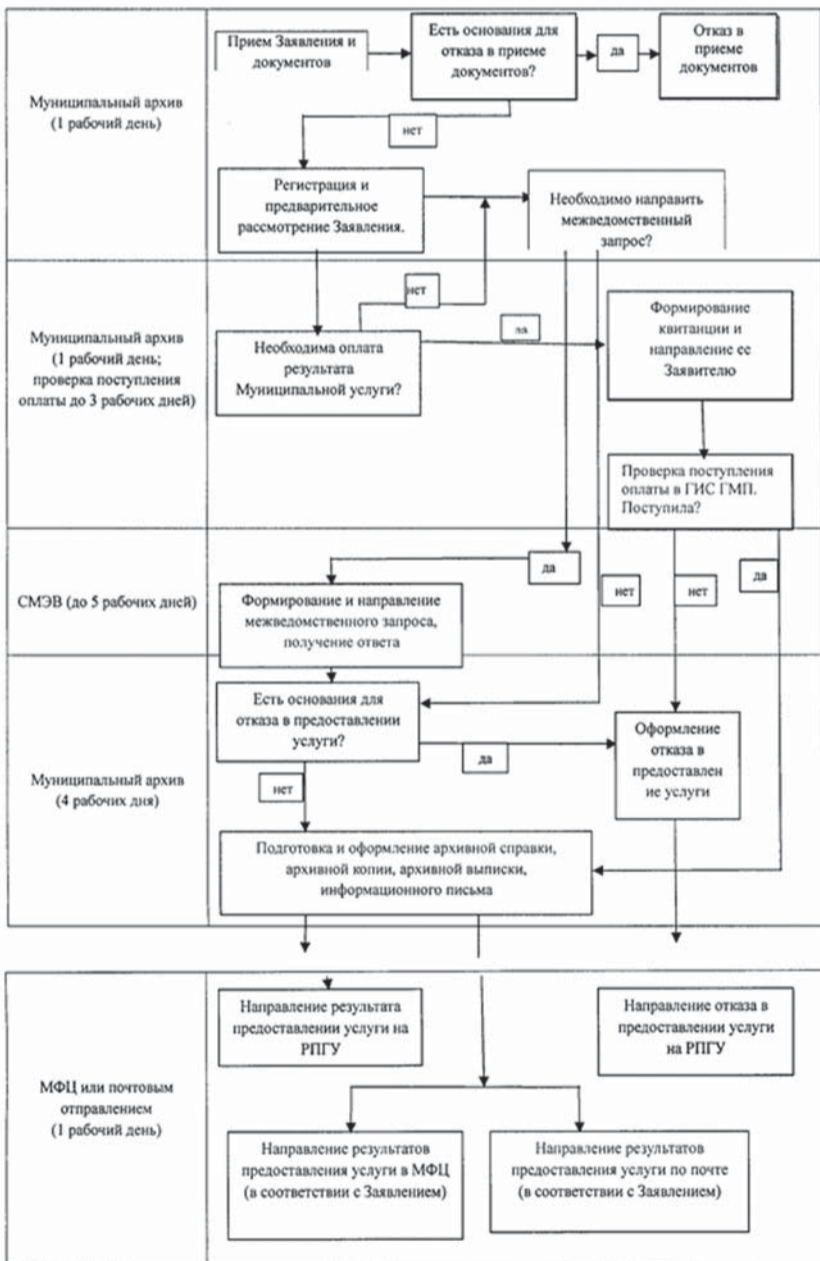 Муниципальный архив
(1 рабочий день)
Прием Заявления и
документов
Есть основания для
отказа в приеме
документов?
да
Отказ в
приеме
документов
нет
Регистрация и
предварительное
рассмотрение Заявления.
Необходимо направить
межведомственный
запрос?
Муниципальный архив
(1 рабочий день;
проверка поступления
оплаты до 3 рабочих дней)
нет
Необходима оплата
результата
Муниципальной услуги?
да
Формирование
квитанции и
направление ее
Заявителю
Проверка поступления
оплаты в ГИС ГМП.
Поступила?
СМЭВ (до 5 рабочих дней)
да
нет
нет
да
Формирование и направление
межведомственного запроса,
получение ответа
Муниципальный архив
(4 рабочих дня)
Есть основания для
отказа в предоставлении
услуги?
да
Оформление
отказа в
предоставлен
ие услуги
нет
Подготовка и оформление архивной справки,
архивной копии, архивной выписки,
информационного письма
МФЦ или почтовым
отправлением
(1 рабочий день)
Направление результата
предоставлении услуги на
РПГУ
Направление отказа в
предоставлении услуги
на РПГУ
Направление результатов
предоставления услуги в МФЦ
(в соответствии с Заявлением)
Направление результатов
предоставления услуги по почте
(в соответствии с Заявлением)